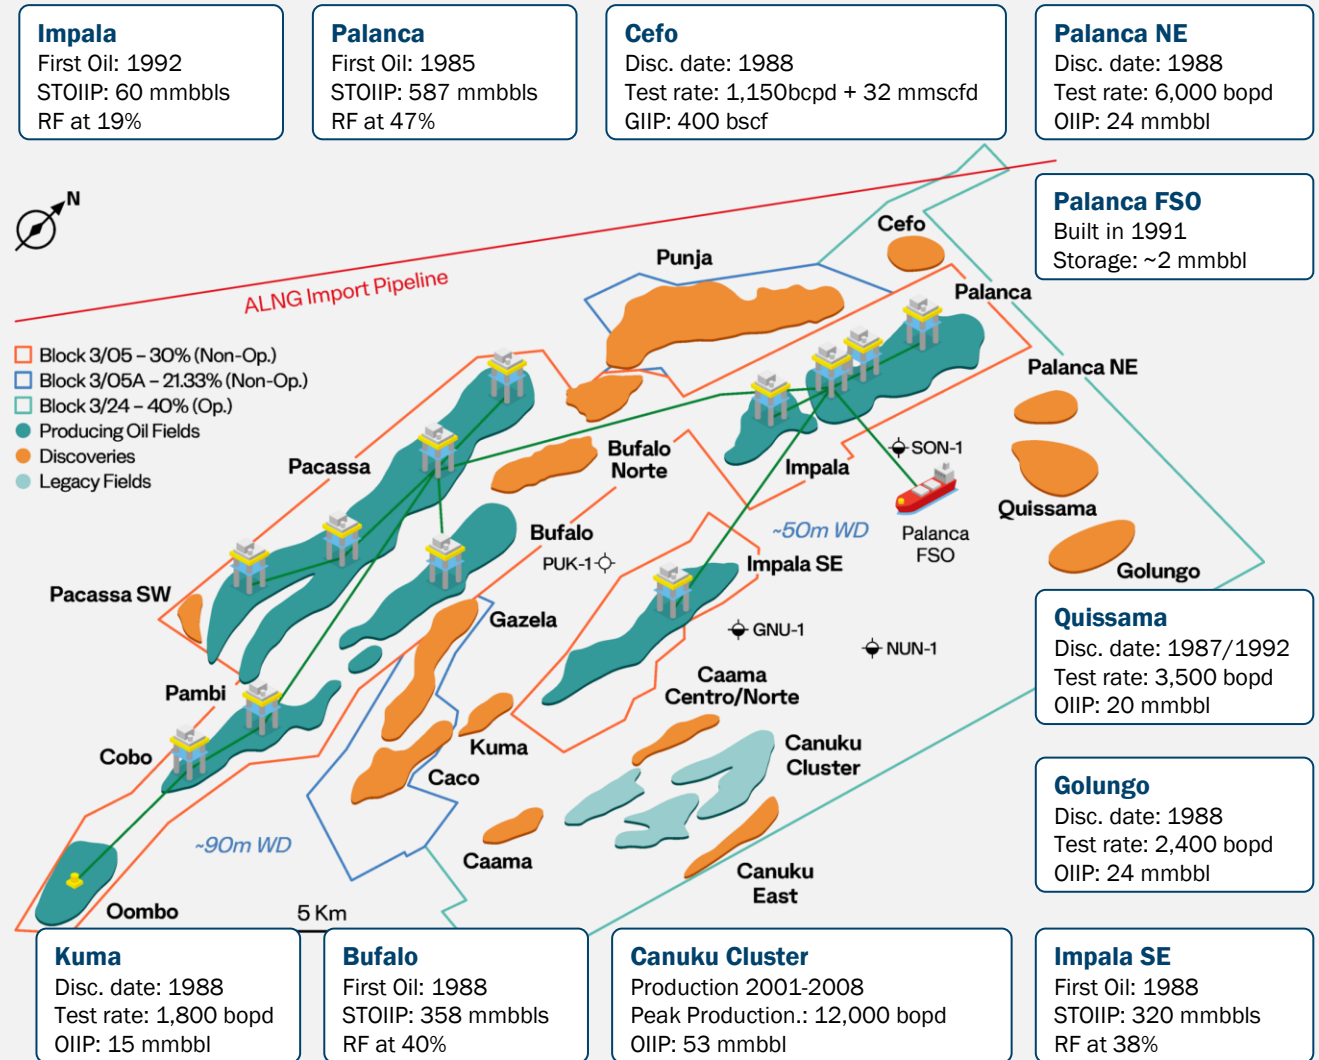 Impala
First Oil: 1992
STOIIP: 60 mmbbls
RF at 19%
Palanca
First Oil: 1985
STOIIP: 587 mmbbls
RF at 47%
Cefo
Disc. date: 1988
Test rate: 1,150bcpd + 32 mmscfd
GIIP: 400 bscf
Palanca NE
Disc. date: 1988
Test rate: 6,000 bopd
OIIP: 24 mmbbl
Palanca FSO
Built in 1991
Storage: ~2 mmbbl
N
ALNG Import Pipeline
Block 3/05 – 30% (Non-Op.)
Block 3/05A – 21.33% (Non-Op.)
Block 3/24 – 40% (Op.)
Producing Oil Fields
Discoveries
Legacy Fields
Cefo
Punja
Palanca
Palanca NE
Pacassa
Bufalo
Norte
Impala
SON-1
Quissama
Palanca
FSO
~50m WD
Bufalo
PUK-1
Impala SE
Golungo
Pacassa SW
Gazela
GNU-1
NUN-1
Caama
Centro/Norte
Pambi
Kuma
Canuku
Cluster
Cobo
Caco
~90m WD
Caama
Canuku
East
Oombo
5 Km
Quissama
Disc. date: 1987/1992
Test rate: 3,500 bopd
OIIP: 20 mmbbl
Golungo
Disc. date: 1988
Test rate: 2,400 bopd
OIIP: 24 mmbbl
Kuma
Disc. date: 1988
Test rate: 1,800 bopd
OIIP: 15 mmbbl
Bufalo
First Oil: 1988
STOIIP: 358 mmbbls
RF at 40%
Canuku Cluster
Production 2001-2008
Peak Production.: 12,000 bopd
OIIP: 53 mmbbl
Impala SE
First Oil: 1988
STOIIP: 320 mmbbls
RF at 38%